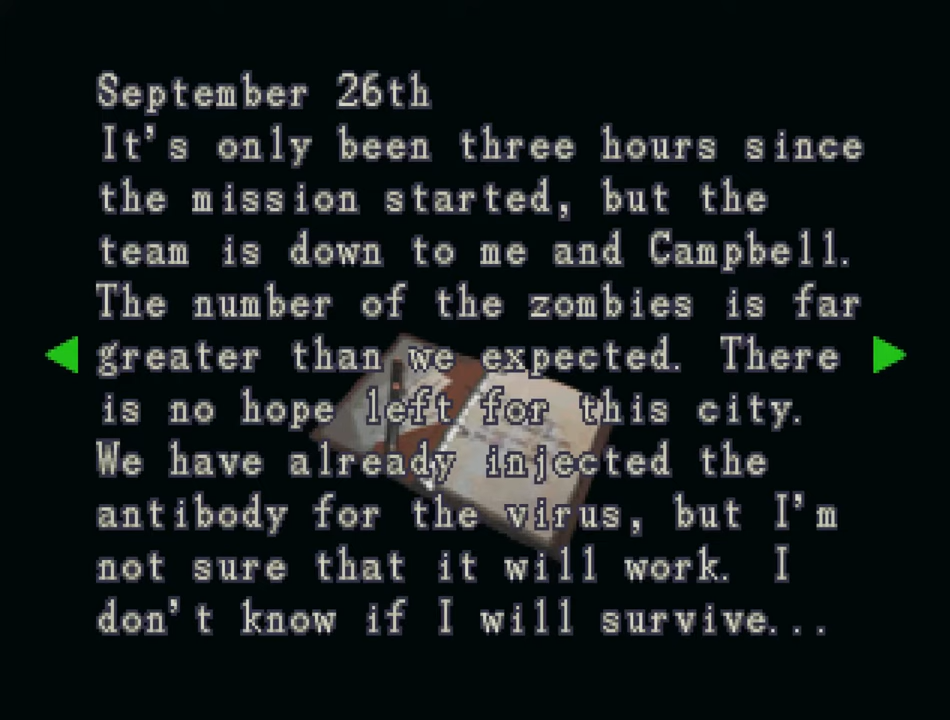 September 26th
It's only been three hours since
the mission started, but the
team is down to me and Campbell.
The number of the zombies is far
greater than we expected. There
is no hope left for this city.
We have already injected the
antibody for the virus, but I'm
not sure that it will work. I
don't know if I will survive...